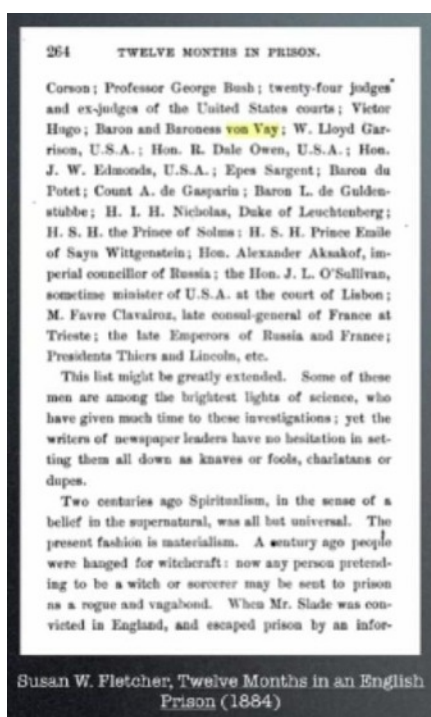 264 TWELVE MONTHS IN PRISON.
Corson; Professor George Bush; twenty-four judges
and ex-judges of the United States courts; Victor
Hugo; Baron and Baroness von Vay; W. Lloyd Gar-
rison, U.S.A.; Hon. R. Dale Owen, U.S.A.; Hon.
J. W. Edmonds, U.S.A.; Epes Sargent; Baron du
Potet; Count A. de Gasparin; Baron L. de Gulden-
stubbe; H. I. H. Nicholas, Duke of Leuchtenberg;
H. S. H. the Prince of Solms; H. S. H. Prince Emile
of Sayn Wittgenstein; Hon. Alexander Aksakof, im-
perial councillor of Russia; the Hon. J. L. O'Sullivan,
sometime minister of U.S.A. at the court of Lisbon;
M. Favre Clavairoz, late consul-general of France at
Trieste; the late Emperors of Russia and France;
Presidents Thiers and Lincoln, etc.
This list might be greatly extended. Some of these
men are among the brightest lights of science, who
have given much time to these investigations; yet the
writers of newspaper leaders have no hesitation in set-
ting them all down as knaves or fools, charlatans or
dupes.
Two centuries ago Spiritualism, in the sense of a
belief in the supernatural, was all but universal. The
present fashion is materialism. A century ago people
were hanged for witchcraft: now any person pretend-
ing to be a witch or sorcerer may be sent to prison
as a rogue and vagabond. When Mr. Slade was con-
victed in England, and escaped prison by an infor-
Susan W. Fletcher, Twelve Months in an English
Prison (1884)